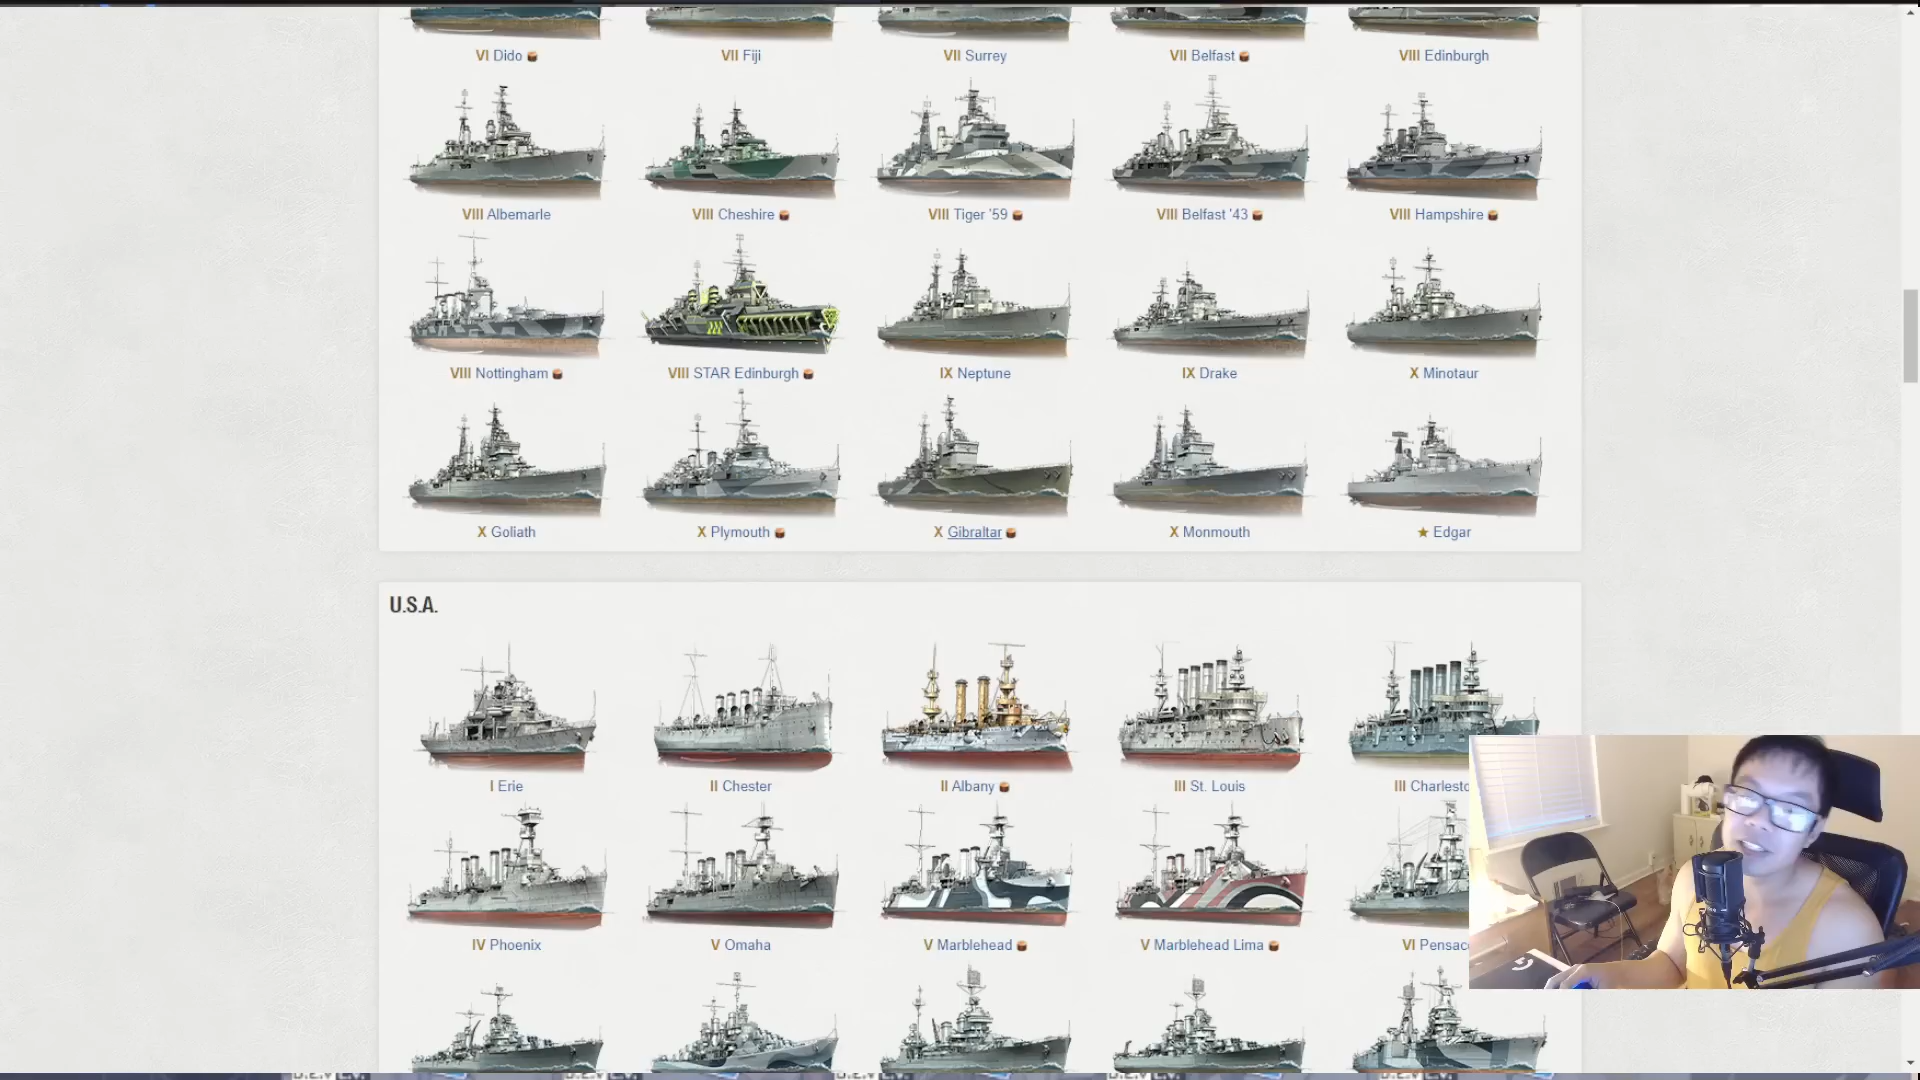 VI Dido
VII Fiji
VII Surrey
VII Belfast
VIII Edinburgh
VIII Albemarle
VIII Cheshire
VIII Tiger '59
VIII Belfast '43
VIII Hampshire
VIII Nottingham
VIII STAR Edinburgh
IX Neptune
IX Drake
X Minotaur
X Goliath
X Plymouth
X Gibraltar
X Monmouth
★ Edgar
U.S.A.
I Erie
II Chester
II Albany
III St. Louis
III Charlesto
IV Phoenix
V Omaha
V Marblehead
V Marblehead Lima
VI Pensaco